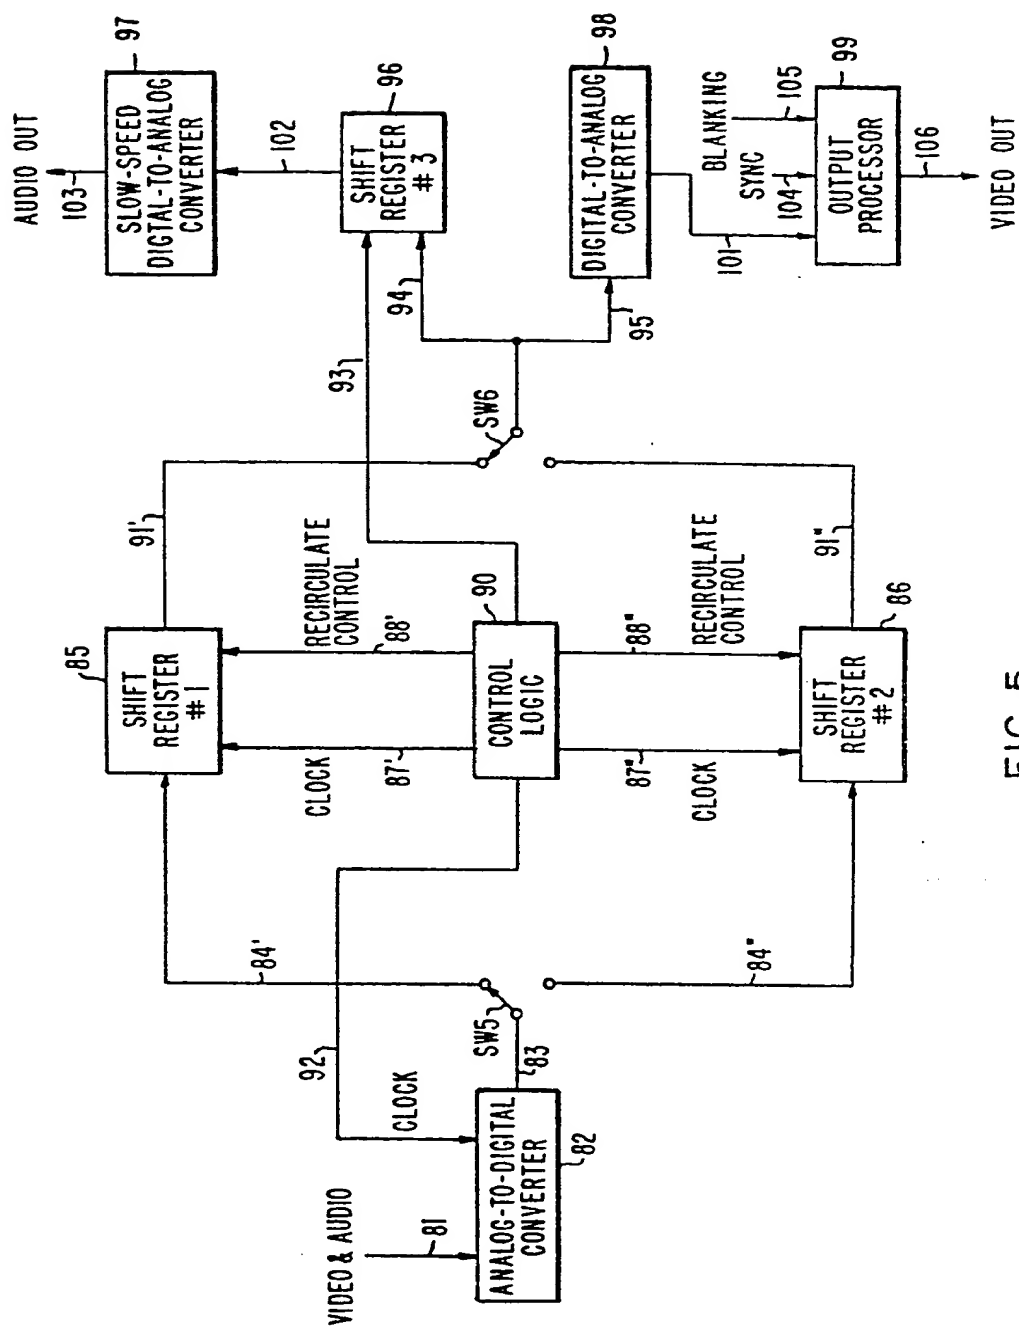 VIDEO & AUDIO
81
ANALOG-TO-DIGITAL
CONVERTER
82
CLOCK
92
83
SW5
84'
84"
SHIFT
REGISTER
#1
85
CLOCK
87'
RECIRCULATE
CONTROL
88'
CONTROL
LOGIC
90
87"
CLOCK
88"
RECIRCULATE
CONTROL
SHIFT
REGISTER
#2
86
91'
91"
SW6
93
94
95
SHIFT
REGISTER
#3
96
102
SLOW-SPEED
DIGTAL-TO-ANALOG
CONVERTER
97
103
AUDIO OUT
DIGITAL-TO-ANALOG
CONVERTER
98
101
SYNC
104
BLANKING
105
OUTPUT
PROCESSOR
99
106
VIDEO OUT